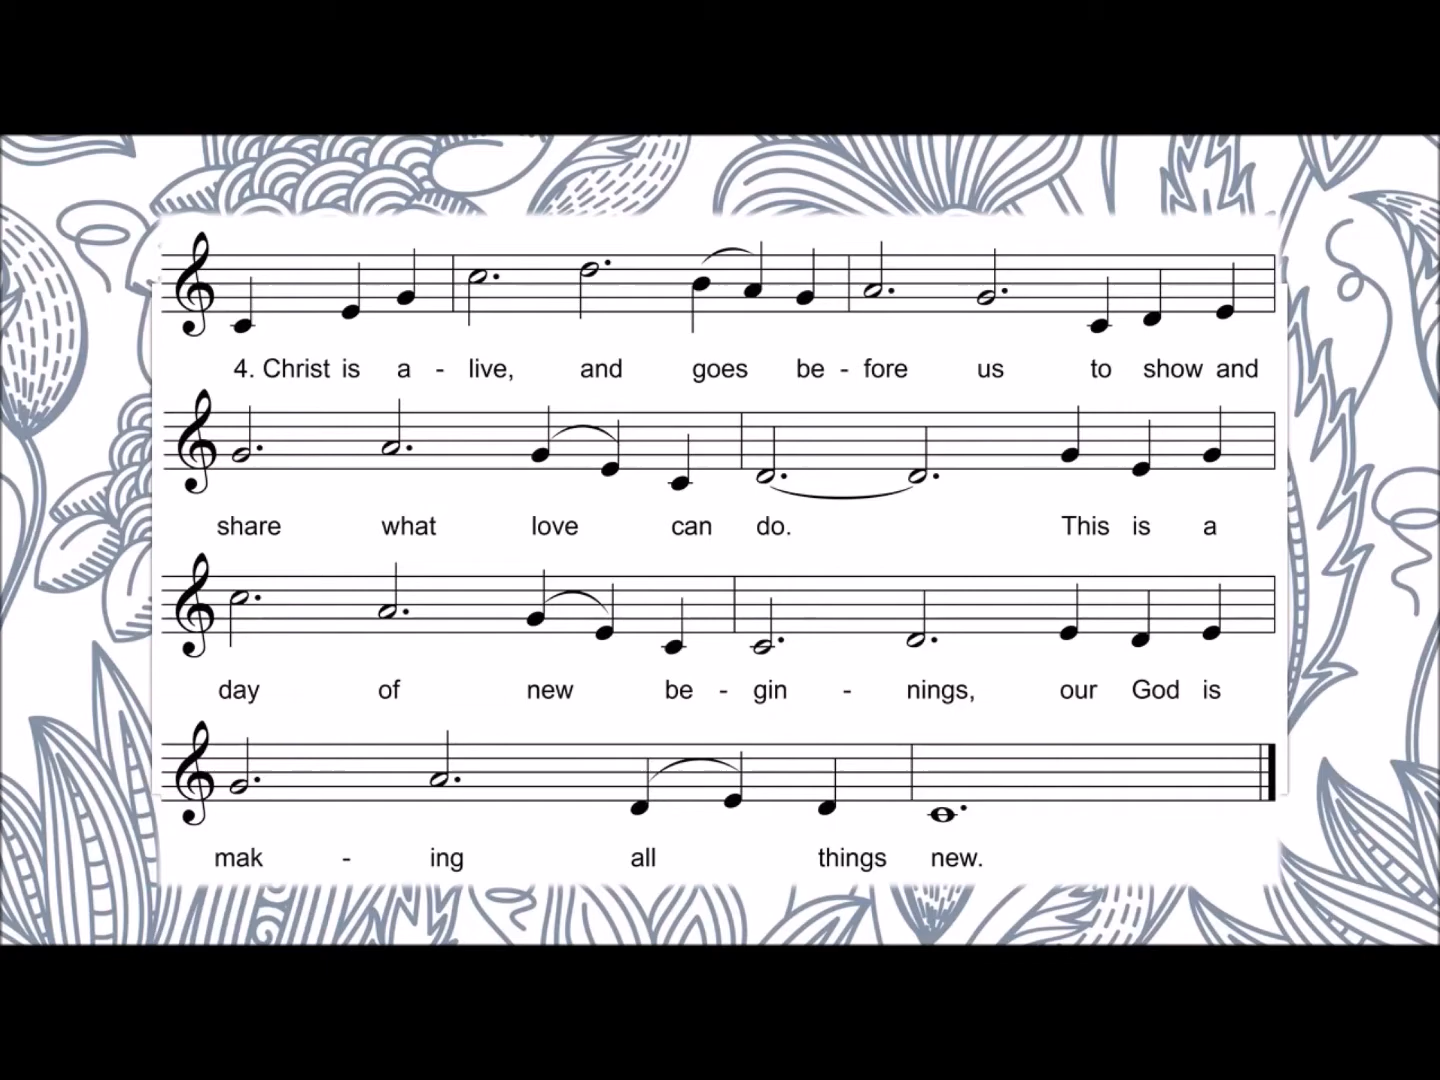 4. Christ is a - live, and goes be - fore us to show and
share what love can do. This is a
day of new be - gin - nings, our God is
mak - ing all things new.